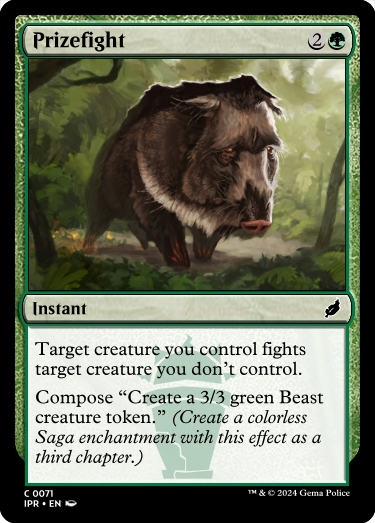 Prizefight 2
Instant
Target creature you control fights
target creature you don't control.
Compose “Create a 3/3 green Beast
creature token.” (Create a colorless
Saga enchantment with this effect as a
third chapter.)
C 0071
IPR • EN
™ & © 2024 Gema Police